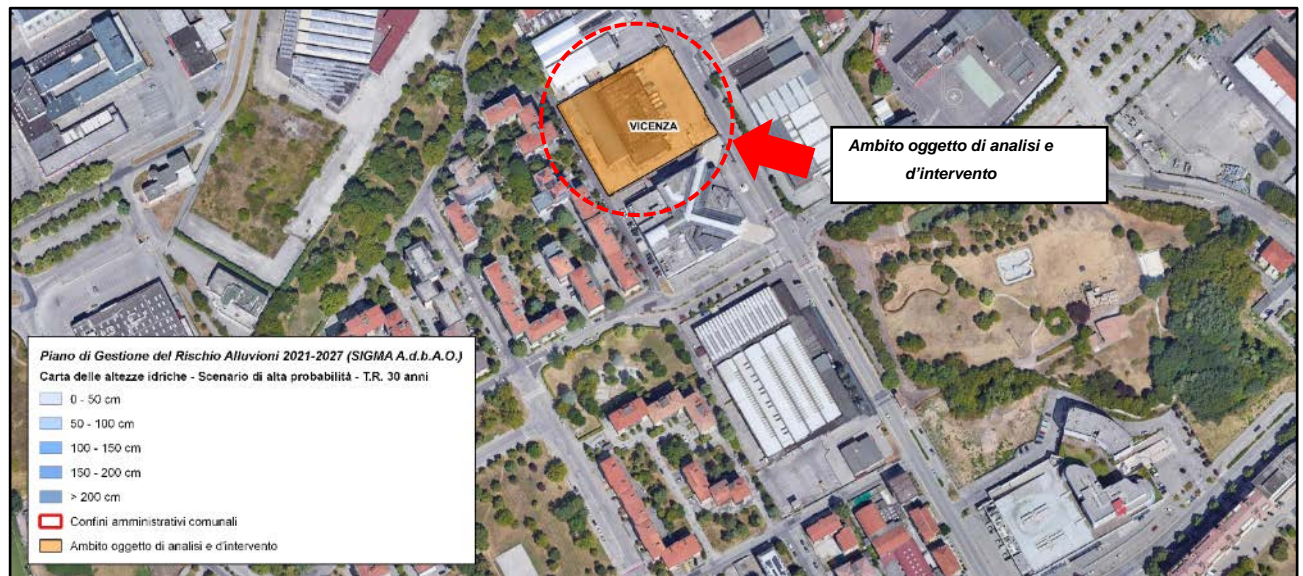 VICENZA
Ambito oggetto di analisi e
d'intervento
Piano di Gestione del Rischio Alluvioni 2021-2027 (SIGMA A.d.b.A.O.)
Carta delle altezze idriche - Scenario di alta probabilità - T.R. 30 anni
0 - 50 cm
50 - 100 cm
100 - 150 cm
150 - 200 cm
> 200 cm
Confini amministrativi comunali
Ambito oggetto di analisi e d'intervento